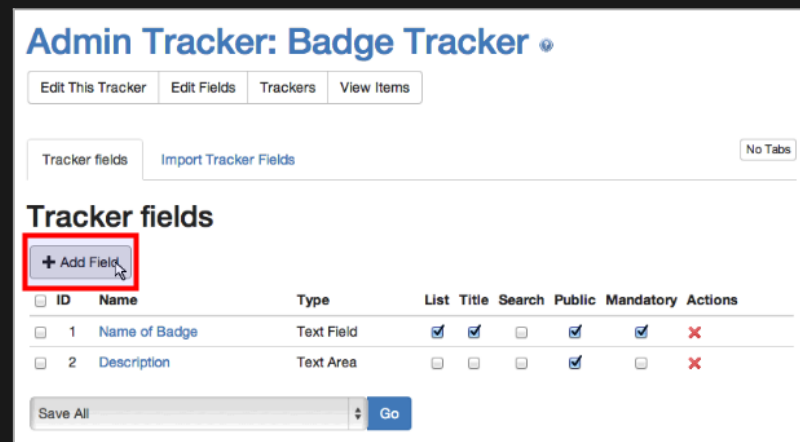 Admin Tracker: Badge Tracker
Edit This Tracker Edit Fields Trackers View Items
Tracker fields Import Tracker Fields No Tabs
Tracker fields
+ Add Field
ID Name Type List Title Search Public Mandatory Actions
1 Name of Badge Text Field
2 Description Text Area
Save All Go